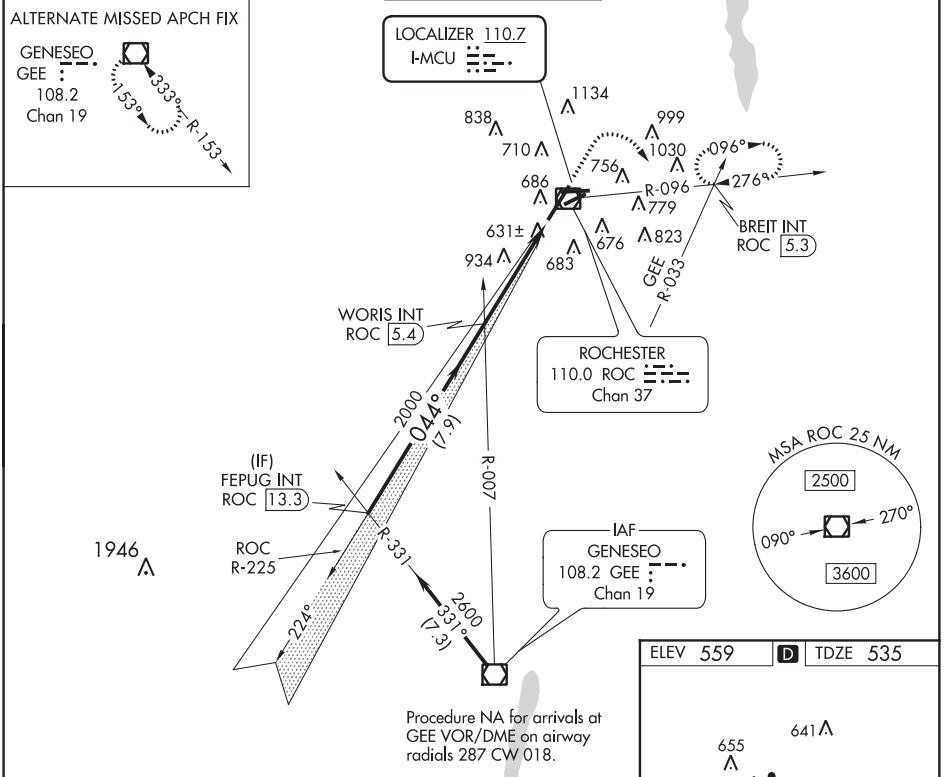 ALTERNATE MISSED APCH FIX
GENESEO
GEE
108.2
Chan 19
153°
333°
R-153
LOCALIZER 110.7
I-MCU
1134
838
710
999
1030
756
686
779
631±
934
683
676
823
R-096
096°
276°
BREIT INT
ROC 5.3
GEE
R-033
WORIS INT
ROC 5.4
ROCHESTER
110.0 ROC
Chan 37
2000
044°
(7.9)
R-007
(IF)
FEPUG INT
ROC 13.3
R-331
1946
ROC
R-225
224°
2600
331°
(7.3)
IAF
GENESEO
108.2 GEE
Chan 19
MSA ROC 25 NM
2500
090°
270°
3600
Procedure NA for arrivals at
GEE VOR/DME on airway
radials 287 CW 018.
ELEV 559 D TDZE 535
655
641